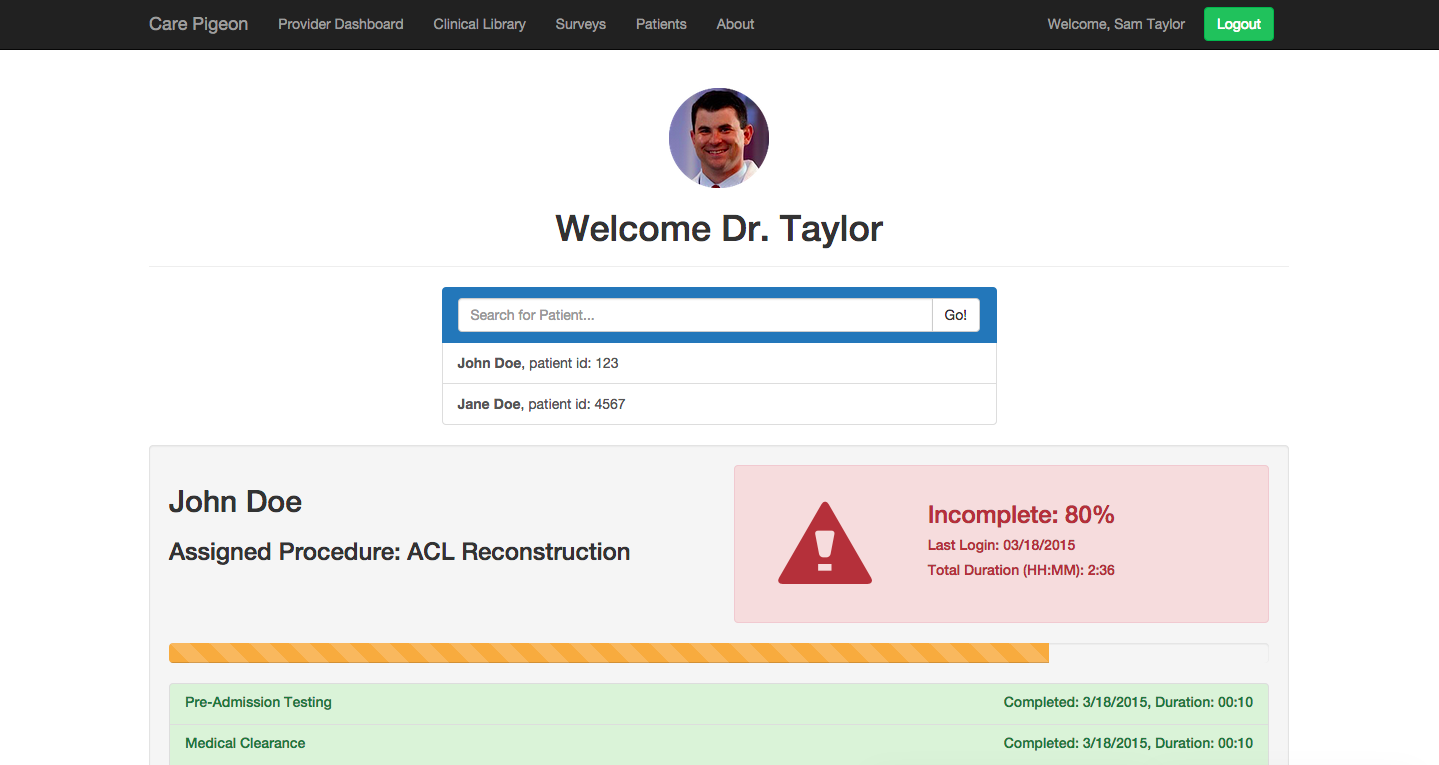 Care Pigeon Provider Dashboard Clinical Library Surveys Patients About Welcome, Sam Taylor Logout
Welcome Dr. Taylor
Search for Patient... Go!
John Doe, patient id: 123
Jane Doe, patient id: 4567
John Doe
Assigned Procedure: ACL Reconstruction
Incomplete: 80%
Last Login: 03/18/2015
Total Duration (HH:MM): 2:36
Pre-Admission Testing Completed: 3/18/2015, Duration: 00:10
Medical Clearance Completed: 3/18/2015, Duration: 00:10